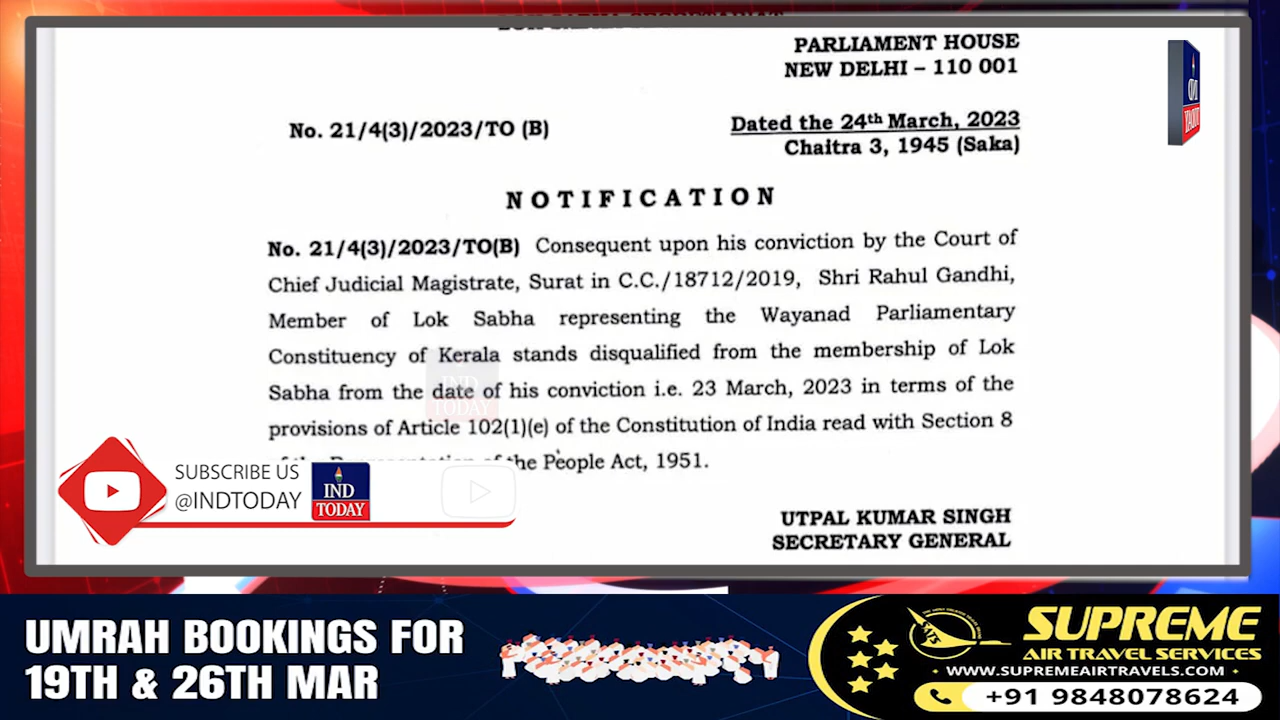 PARLIAMENT HOUSE
NEW DELHI – 110 001
No. 21/4(3)/2023/TO (B)
Dated the 24th March, 2023
Chaitra 3, 1945 (Saka)
NOTIFICATION
No. 21/4(3)/2023/TO(B) Consequent upon his conviction by the Court of
Chief Judicial Magistrate, Surat in C.C./18712/2019, Shri Rahul Gandhi,
Member of Lok Sabha representing the Wayanad Parliamentary
Constituency of Kerala stands disqualified from the membership of Lok
Sabha from the date of his conviction i.e. 23 March, 2023 in terms of the
provisions of Article 102(1)(e) of the Constitution of India read with Section 8
of the Representation of the People Act, 1951.
UTPAL KUMAR SINGH
SECRETARY GENERAL
IND
TODAY
SUBSCRIBE US
@INDTODAY
IND
TODAY
UMRAH BOOKINGS FOR
19TH & 26TH MAR
SUPREME
AIR TRAVEL SERVICES
WWW.SUPREMEAIRTRAVELS.COM
+91 9848078624